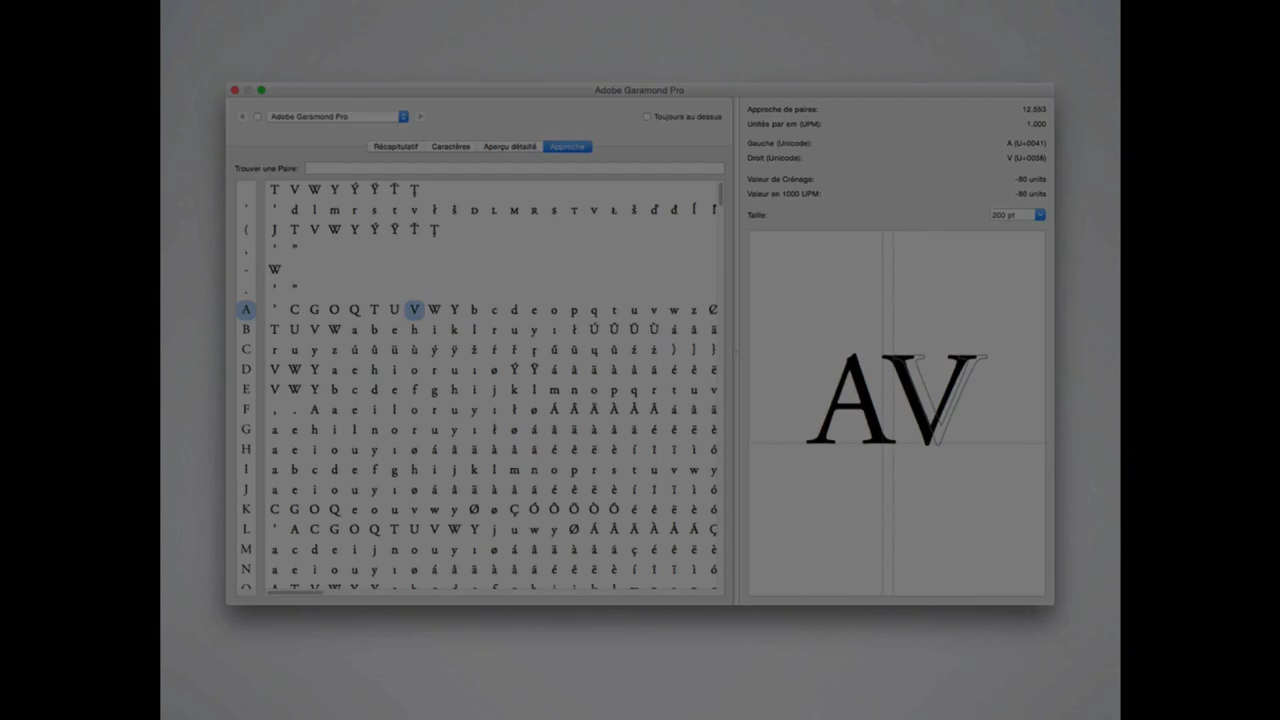 Adobe Garamond Pro
Adobe Garamond Pro
Toujours au dessus
Récapitulatif Caractères Aperçu détaillé Approche
Trouver une Paire:
T V W Y Ý Ÿ Ť Ţ
' ' d l m r s t v ł š D L M R S T V Ł š ď đ ĺ ľ
( J T V W Y Ý Ÿ Ť Ţ
, ' "
- W
. ' "
A ' C G O Q T U V W Y b c d e o p q t u v w z Ø
B T U V W a b e h i k l r u y ı ł Ú Û Ü Ù á â ä
C r u y z ú û ü ù ý ÿ ž ŕ ř ŗ ű ū ų ů ź ż ) ] }
D V W Y a e h i o r u ı ø Ý Ÿ á â ä à å ã é ê ë
E V W Y b c d e f g h i j k l m n o p q r t u v
F , . A a e i l o r u y ı ł ø Á Â Ä À Å Ã á â ä
G a e h i l n o r u y ı ł ø á â ä à å ã é ê ë è
H a e i o u y ı ø á â ä à å ã é ê ë è í î ï ì ó
I a b c d e f g h i j k l m n o p r s t u v w y
J a e i o u y ı ø á â ä à å ã é ê ë è í î ï ì ó
K C G O Q e o u v w y Ø ø Ç Ó Ô Ö Ò Õ é ê ë è ó
L ' A C G O Q T U V W Y j u w y Ø Á Â Ä À Å Ã Ç
M a c d e i j n o u y ı ø á â ä à å ã ç é ê ë è
N a e i o u y ı ø á â ä à å ã é ê ë è í î ï ì ó
Approche de paires: 12.553
Unités par em (UPM): 1.000
Gauche (Unicode): A (U+0041)
Droit (Unicode): V (U+0056)
Valeur de Crénage: -80 units
Valeur en 1000 UPM: -80 units
Taille: 200 pt
AV